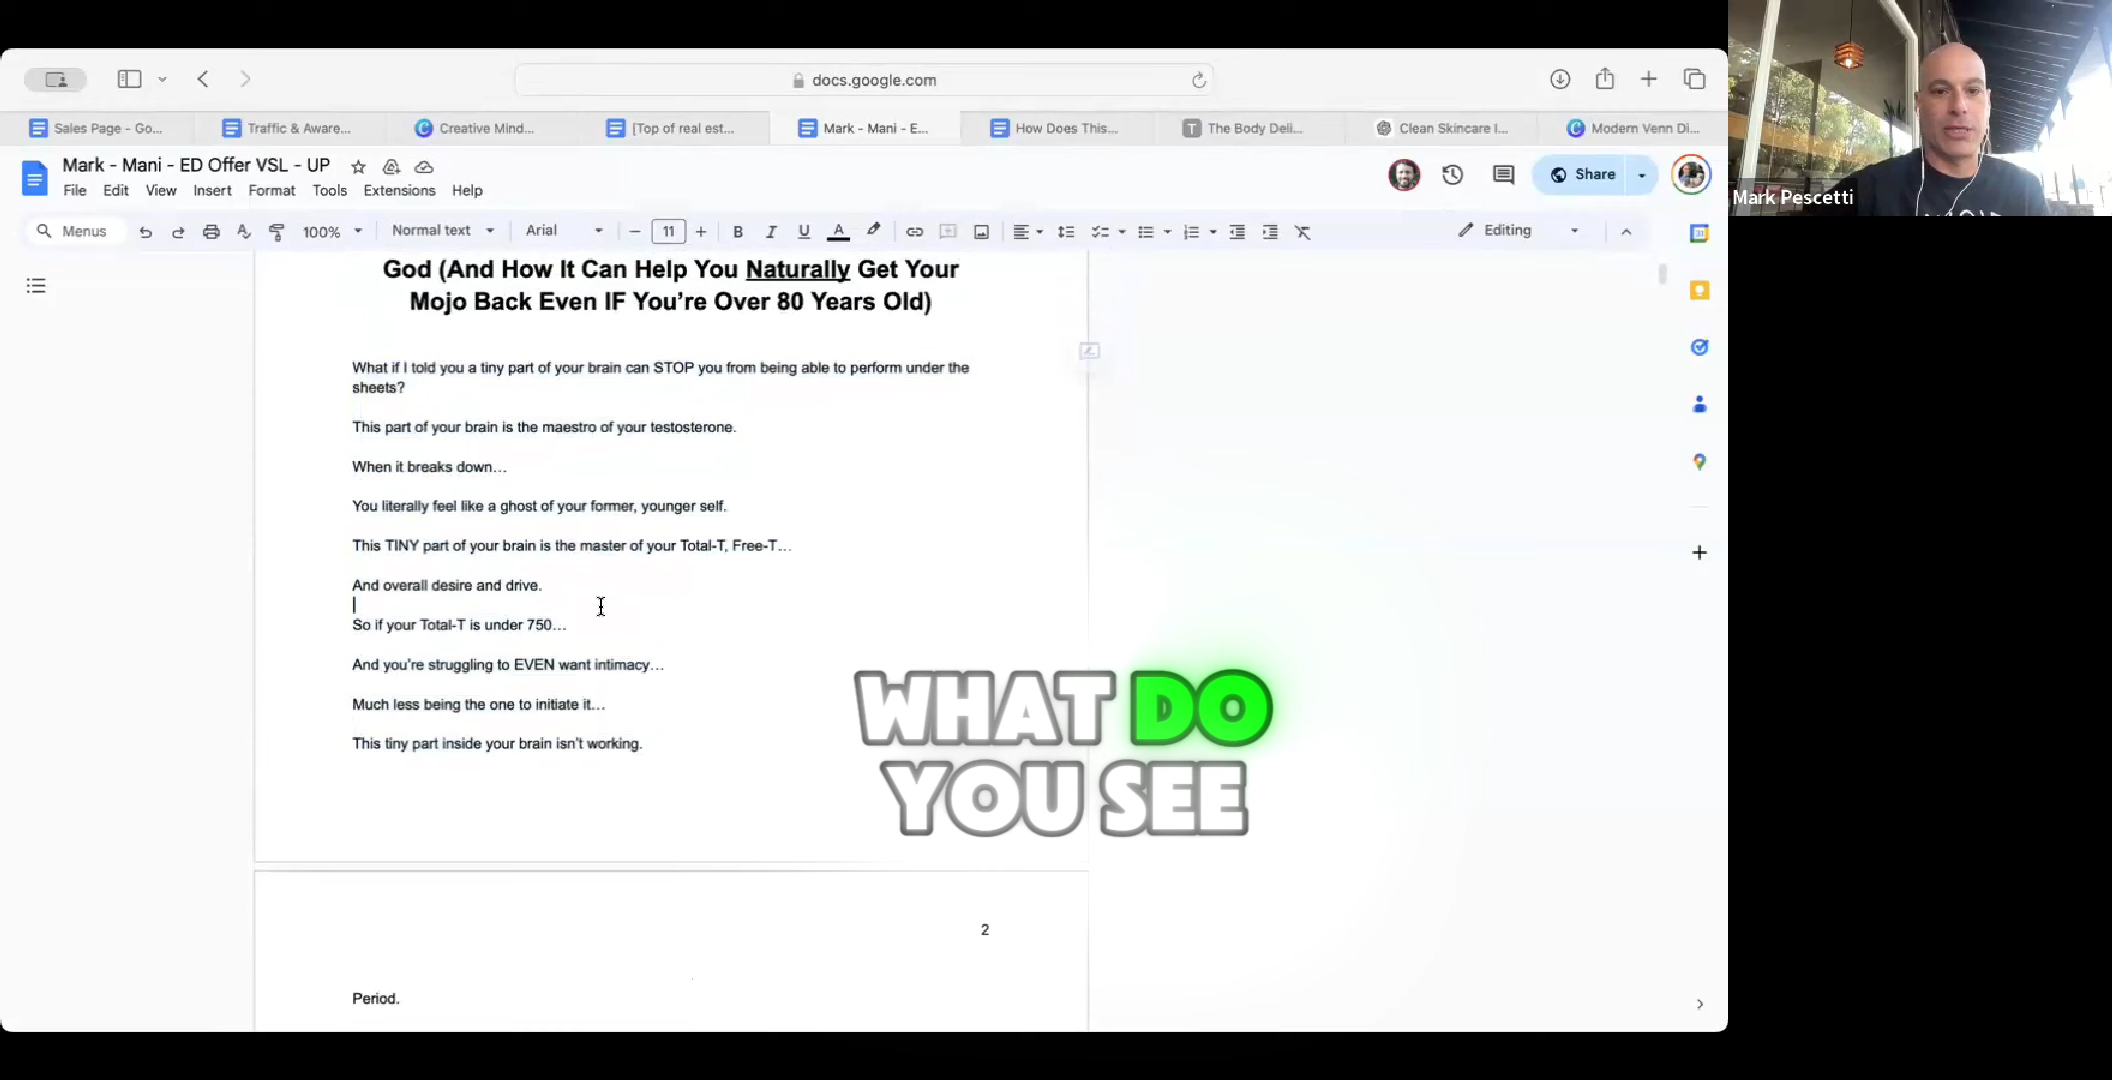 docs.google.com
Sales Page - Go...
Traffic & Aware...
Creative Mind...
[Top of real est...
Mark - Mani - E...
How Does This...
The Body Deli...
Clean Skincare I...
Modern Venn Di...
Mark - Mani - ED Offer VSL - UP
File Edit View Insert Format Tools Extensions Help
Share
Menus
100%
Normal text
Arial
11
Editing
God (And How It Can Help You Naturally Get Your
Mojo Back Even IF You're Over 80 Years Old)
What if I told you a tiny part of your brain can STOP you from being able to perform under the
sheets?
This part of your brain is the maestro of your testosterone.
When it breaks down...
You literally feel like a ghost of your former, younger self.
This TINY part of your brain is the master of your Total-T, Free-T...
And overall desire and drive.
So if your Total-T is under 750...
And you're struggling to EVEN want intimacy...
Much less being the one to initiate it...
This tiny part inside your brain isn't working.
2
Period.
WHAT DO
YOU SEE
Mark Pescetti